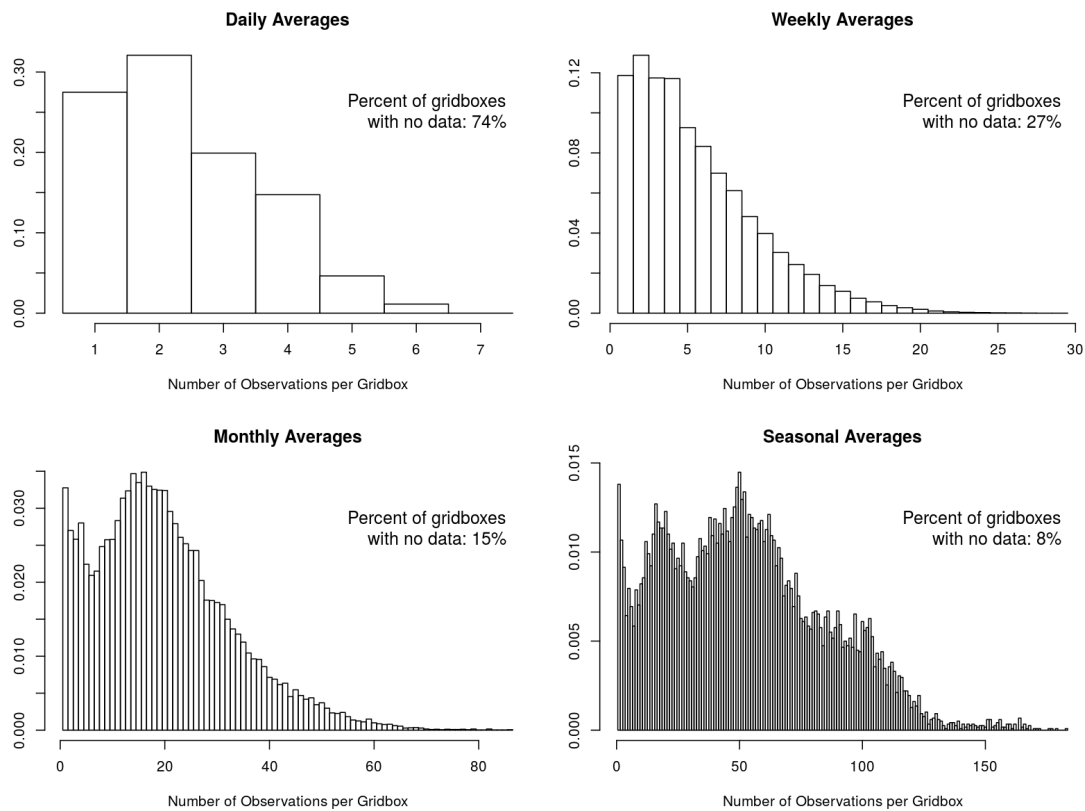 Daily Averages
0.30
0.20
0.10
0.00
Percent of gridboxes
with no data: 74%
1 2 3 4 5 6 7
Number of Observations per Gridbox
Weekly Averages
0.12
0.08
0.04
0.00
Percent of gridboxes
with no data: 27%
0 5 10 15 20 25 30
Number of Observations per Gridbox
Monthly Averages
0.030
0.020
0.010
0.000
Percent of gridboxes
with no data: 15%
0 20 40 60 80
Number of Observations per Gridbox
Seasonal Averages
0.015
0.010
0.005
0.000
Percent of gridboxes
with no data: 8%
0 50 100 150
Number of Observations per Gridbox